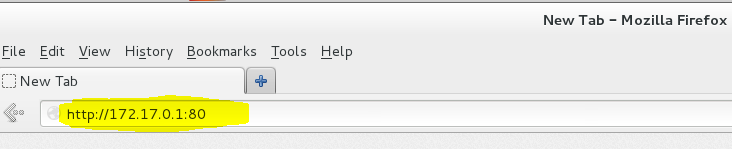 New Tab - Mozilla Firefox
File Edit View History Bookmarks Tools Help
New Tab
http://172.17.0.1:80